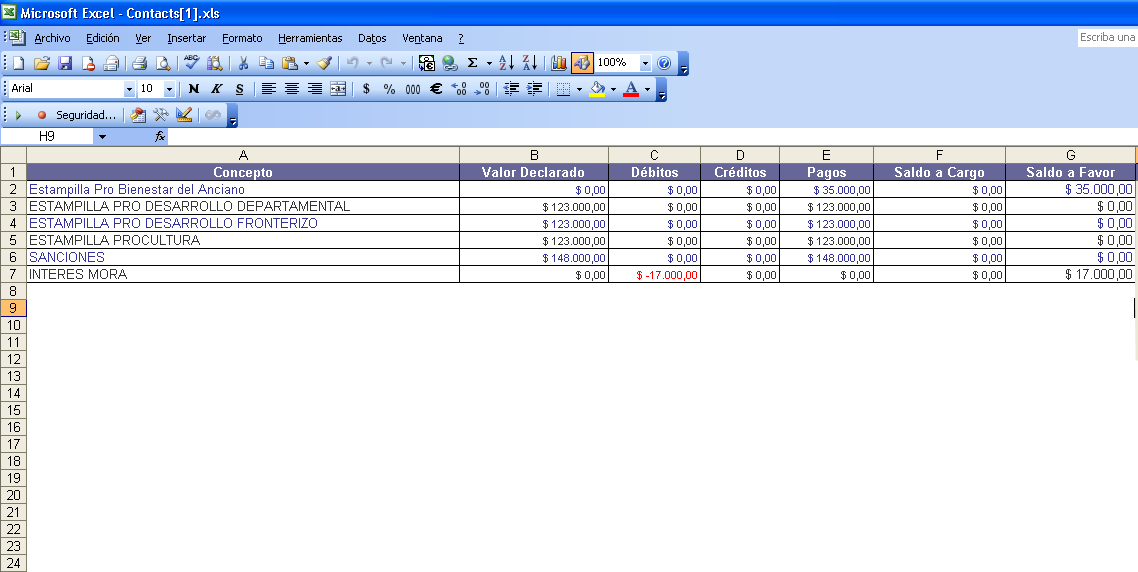 Microsoft Excel - Contacts[1].xls
Archivo Edición Ver Insertar Formato Herramientas Datos Ventana ? Escriba una
100%
Arial 10 N K S $ % 000 €
Seguridad...
H9 fx
A B C D E F G
1 Concepto Valor Declarado Débitos Créditos Pagos Saldo a Cargo Saldo a Favor
2 Estampilla Pro Bienestar del Anciano $ 0,00 $ 0,00 $ 0,00 $ 35.000,00 $ 0,00 $ 35.000,00
3 ESTAMPILLA PRO DESARROLLO DEPARTAMENTAL $ 123.000,00 $ 0,00 $ 0,00 $ 123.000,00 $ 0,00 $ 0,00
4 ESTAMPILLA PRO DESARROLLO FRONTERIZO $ 123.000,00 $ 0,00 $ 0,00 $ 123.000,00 $ 0,00 $ 0,00
5 ESTAMPILLA PROCULTURA $ 123.000,00 $ 0,00 $ 0,00 $ 123.000,00 $ 0,00 $ 0,00
6 SANCIONES $ 148.000,00 $ 0,00 $ 0,00 $ 148.000,00 $ 0,00 $ 0,00
7 INTERES MORA $ 0,00 $ -17.000,00 $ 0,00 $ 0,00 $ 0,00 $ 17.000,00
8
9
10
11
12
13
14
15
16
17
18
19
20
21
22
23
24